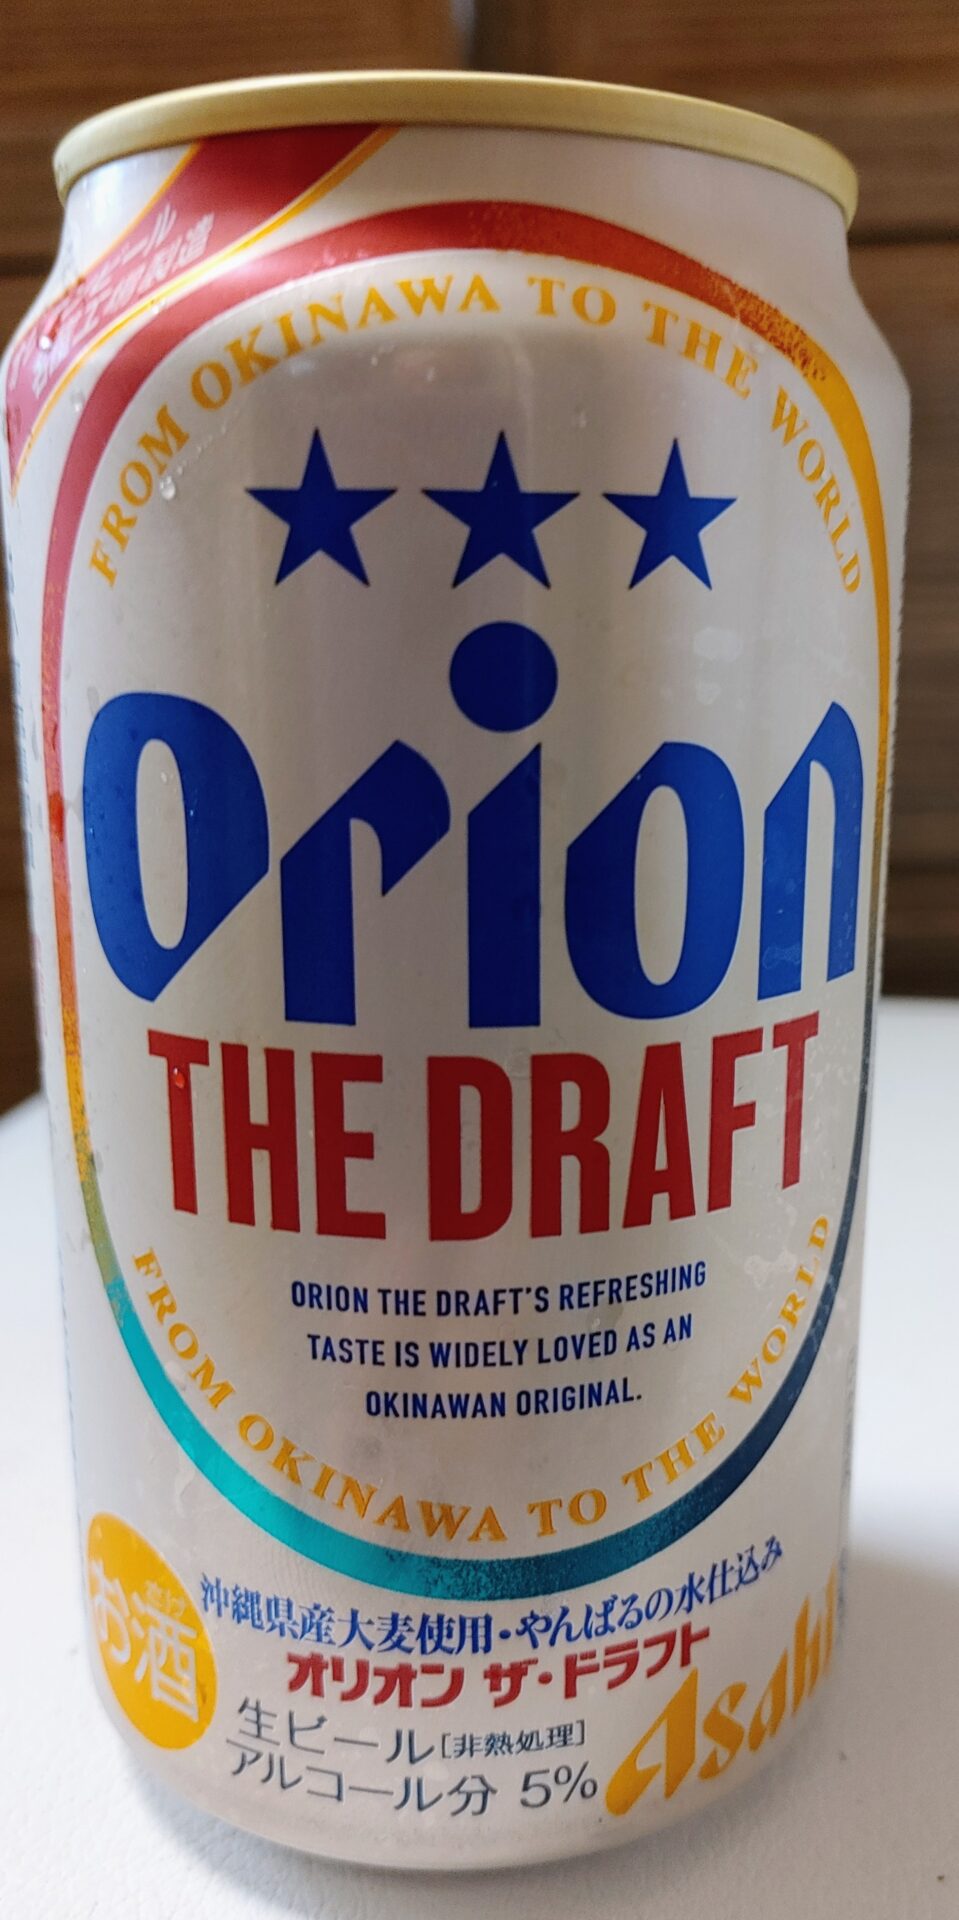 FROM OKINAWA TO THE WORLD
Orion
THE DRAFT
ORION THE DRAFT'S REFRESHING
TASTE IS WIDELY LOVED AS AN
OKINAWAN ORIGINAL.
FROM OKINAWA TO THE WORLD
お酒
沖縄県産大麦使用・やんばるの水仕込み
オリオン ザ・ドラフト
生ビール[非熱処理]
アルコール分 5%
Asahi